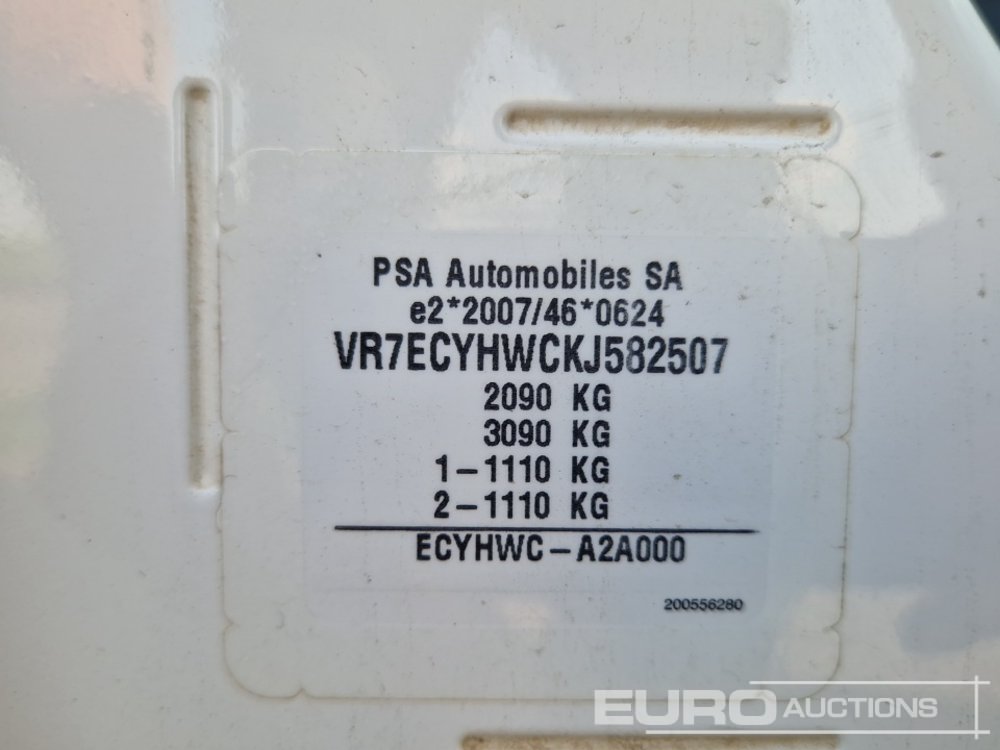 PSA Automobiles SA
e2*2007/46*0624
VR7ECYHWCKJ582507
2090 KG
3090 KG
1-1110 KG
2-1110 KG
ECYHWC-A2A000
200556280
EURO AUCTIONS